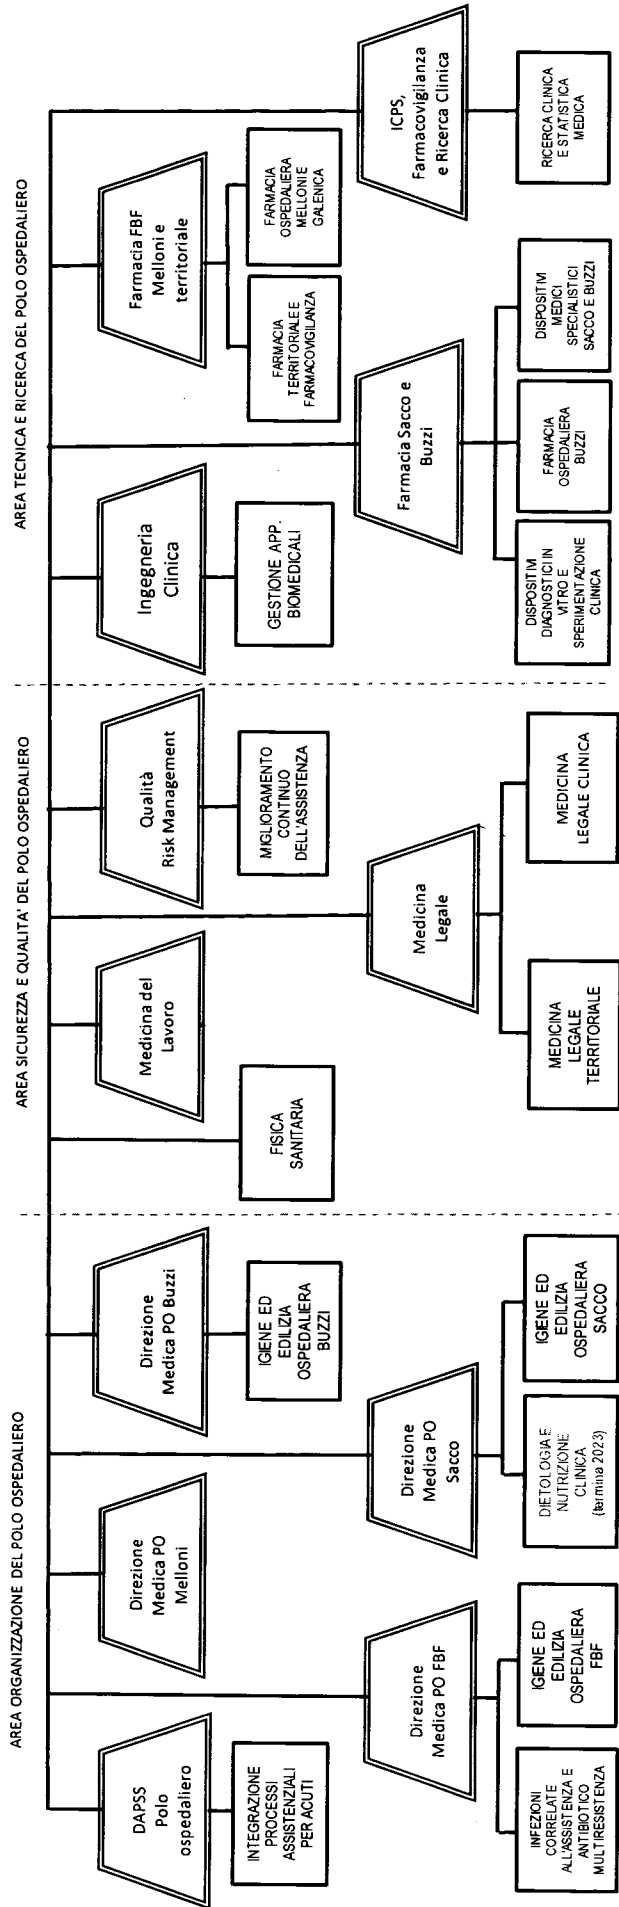 AREA ORGANIZZAZIONE DEL POLO OSPEDALIERO
DAPSS
Polo
ospedaliero
INTEGRAZIONE
PROCESSI
ASSISTENZIALI
PER ACUTI
Direzione
Medica PO FBF
INFEZIONI
CORRELATE
ALL'ASSISTENZA E
ANTIBIOTICO
MULTIRESISTENZA
IGIENE ED
EDILIZIA
OSPEDALIERA
FBF
Direzione
Medica PO
Melloni
Direzione
Medica PO
Sacco
DIETOLOGIA E
NUTRIZIONE
CLINICA
(termina 2023)
IGIENE ED
EDILIZIA
OSPEDALIERA
SACCO
Direzione
Medica PO Buzzi
IGIENE ED
EDILIZIA
OSPEDALIERA
BUZZI
AREA SICUREZZA E QUALITA' DEL POLO OSPEDALIERO
FISICA
SANITARIA
Medicina del
Lavoro
Medicina
Legale
MEDICINA
LEGALE
TERRITORIALE
MEDICINA
LEGALE CLINICA
Qualità
Risk Management
MIGLIORAMENTO
CONTINUO
DELL'ASSISTENZA
AREA TECNICA E RICERCA DEL POLO OSPEDALIERO
Ingegneria
Clinica
GESTIONE APP.
BIOMEDICALI
Farmacia Sacco e
Buzzi
DISPOSITIVI
DIAGNOSTICI IN
VITRO E
SPERIMENTAZIONE
CLINICA
FARMACIA
OSPEDALIERA
BUZZI
DISPOSITIVI
MEDICI
SPECIALISTICI
SACCO E BUZZI
Farmacia FBF
Melloni e
territoriale
FARMACIA
TERRITORIALE E
FARMACOVIGILANZA
FARMACIA
OSPEDALIERA
MELLONI E
GALENICA
ICPS,
Farmacovigilanza
e Ricerca Clinica
RICERCA CLINICA
E STATISTICA
MEDICA